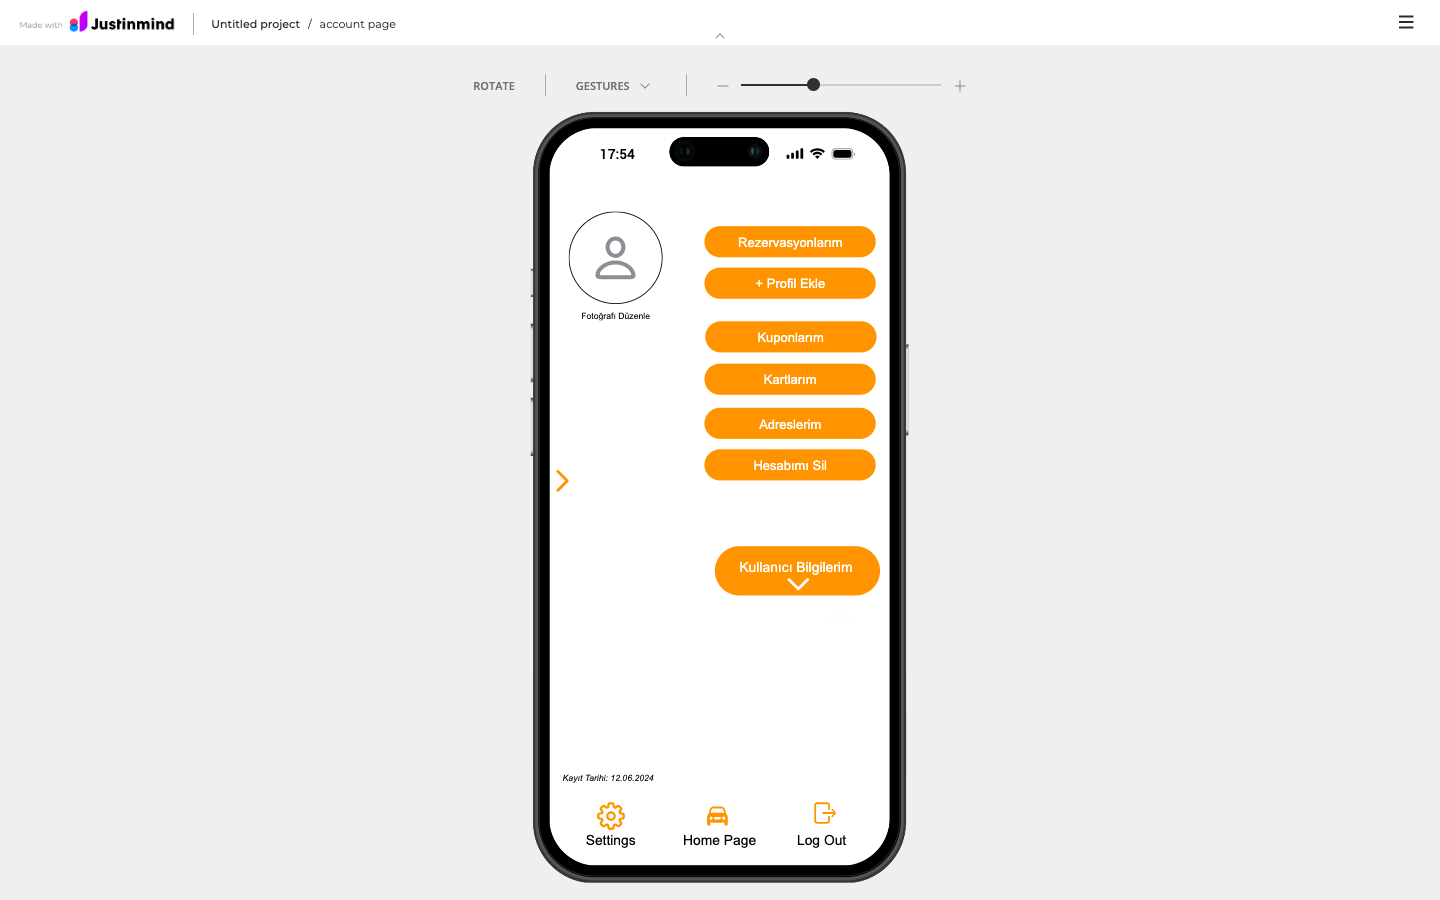 Made with Justinmind
Untitled project / account page
ROTATE
GESTURES
17:54
Rezervasyonlarım
+ Profil Ekle
Fotoğrafı Düzenle
Kuponlarım
Kartlarım
Adreslerim
Hesabımı Sil
Kullanıcı Bilgilerim
Kayıt Tarihi: 12.06.2024
Settings
Home Page
Log Out